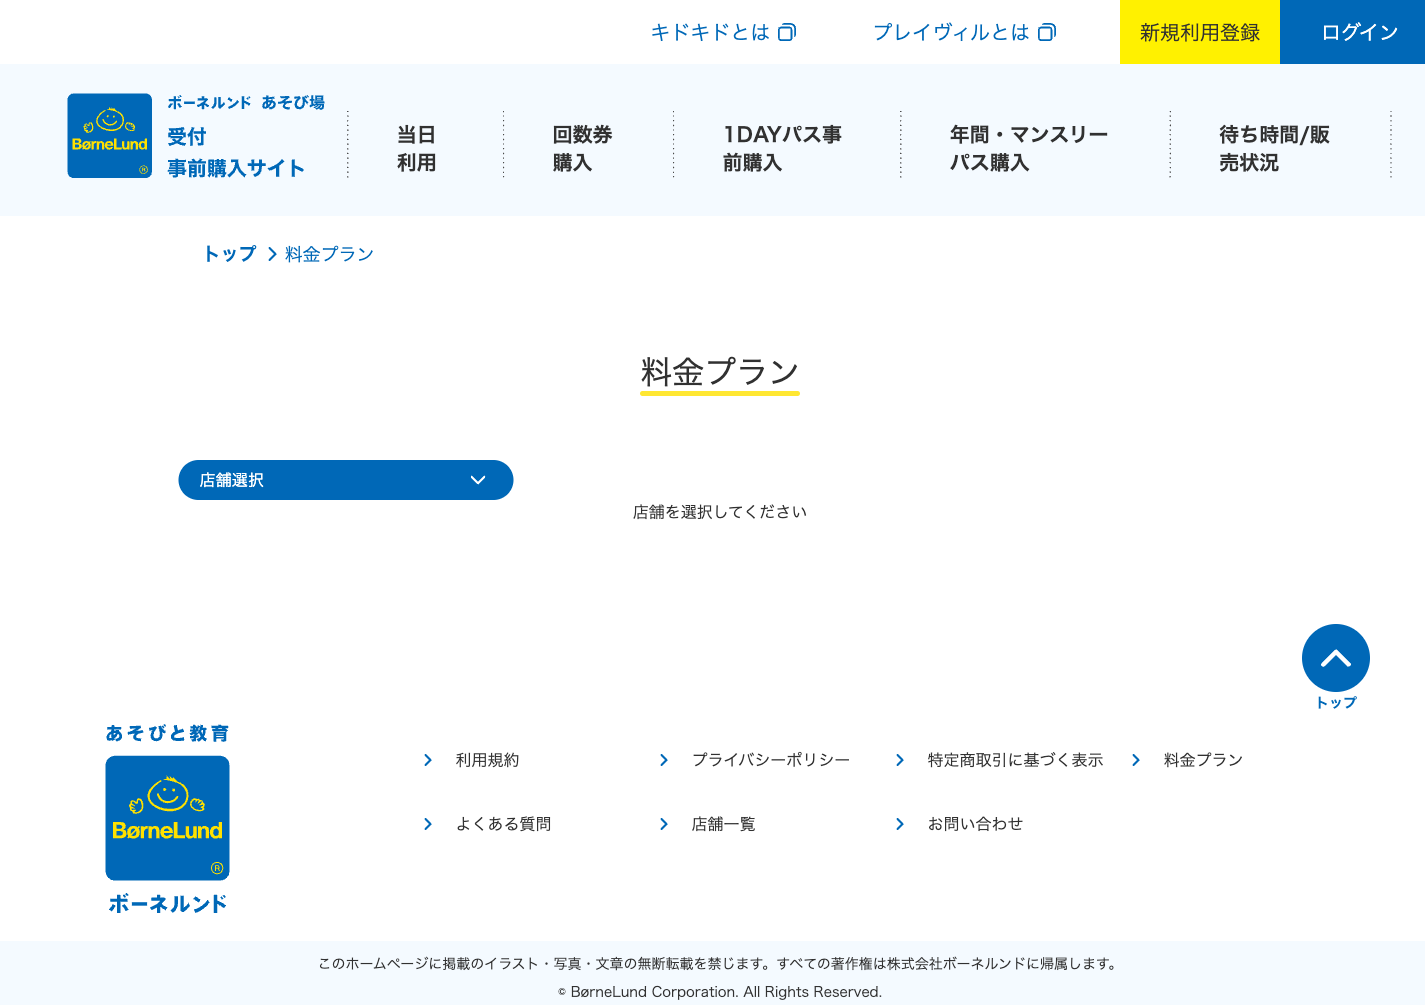 キドキドとは
プレイヴィルとは
新規利用登録
ログイン
BørneLund
®
ボーネルンド あそび場
受付
事前購入サイト
当日
利用
回数券
購入
1DAYパス事
前購入
年間・マンスリー
パス購入
待ち時間/販
売状況
トップ
料金プラン
料金プラン
店舗選択
店舗を選択してください
トップ
あそびと教育
BørneLund
®
ボーネルンド
利用規約
プライバシーポリシー
特定商取引に基づく表示
料金プラン
よくある質問
店舗一覧
お問い合わせ
このホームページに掲載のイラスト・写真・文章の無断転載を禁じます。すべての著作権は株式会社ボーネルンドに帰属します。
© BørneLund Corporation. All Rights Reserved.